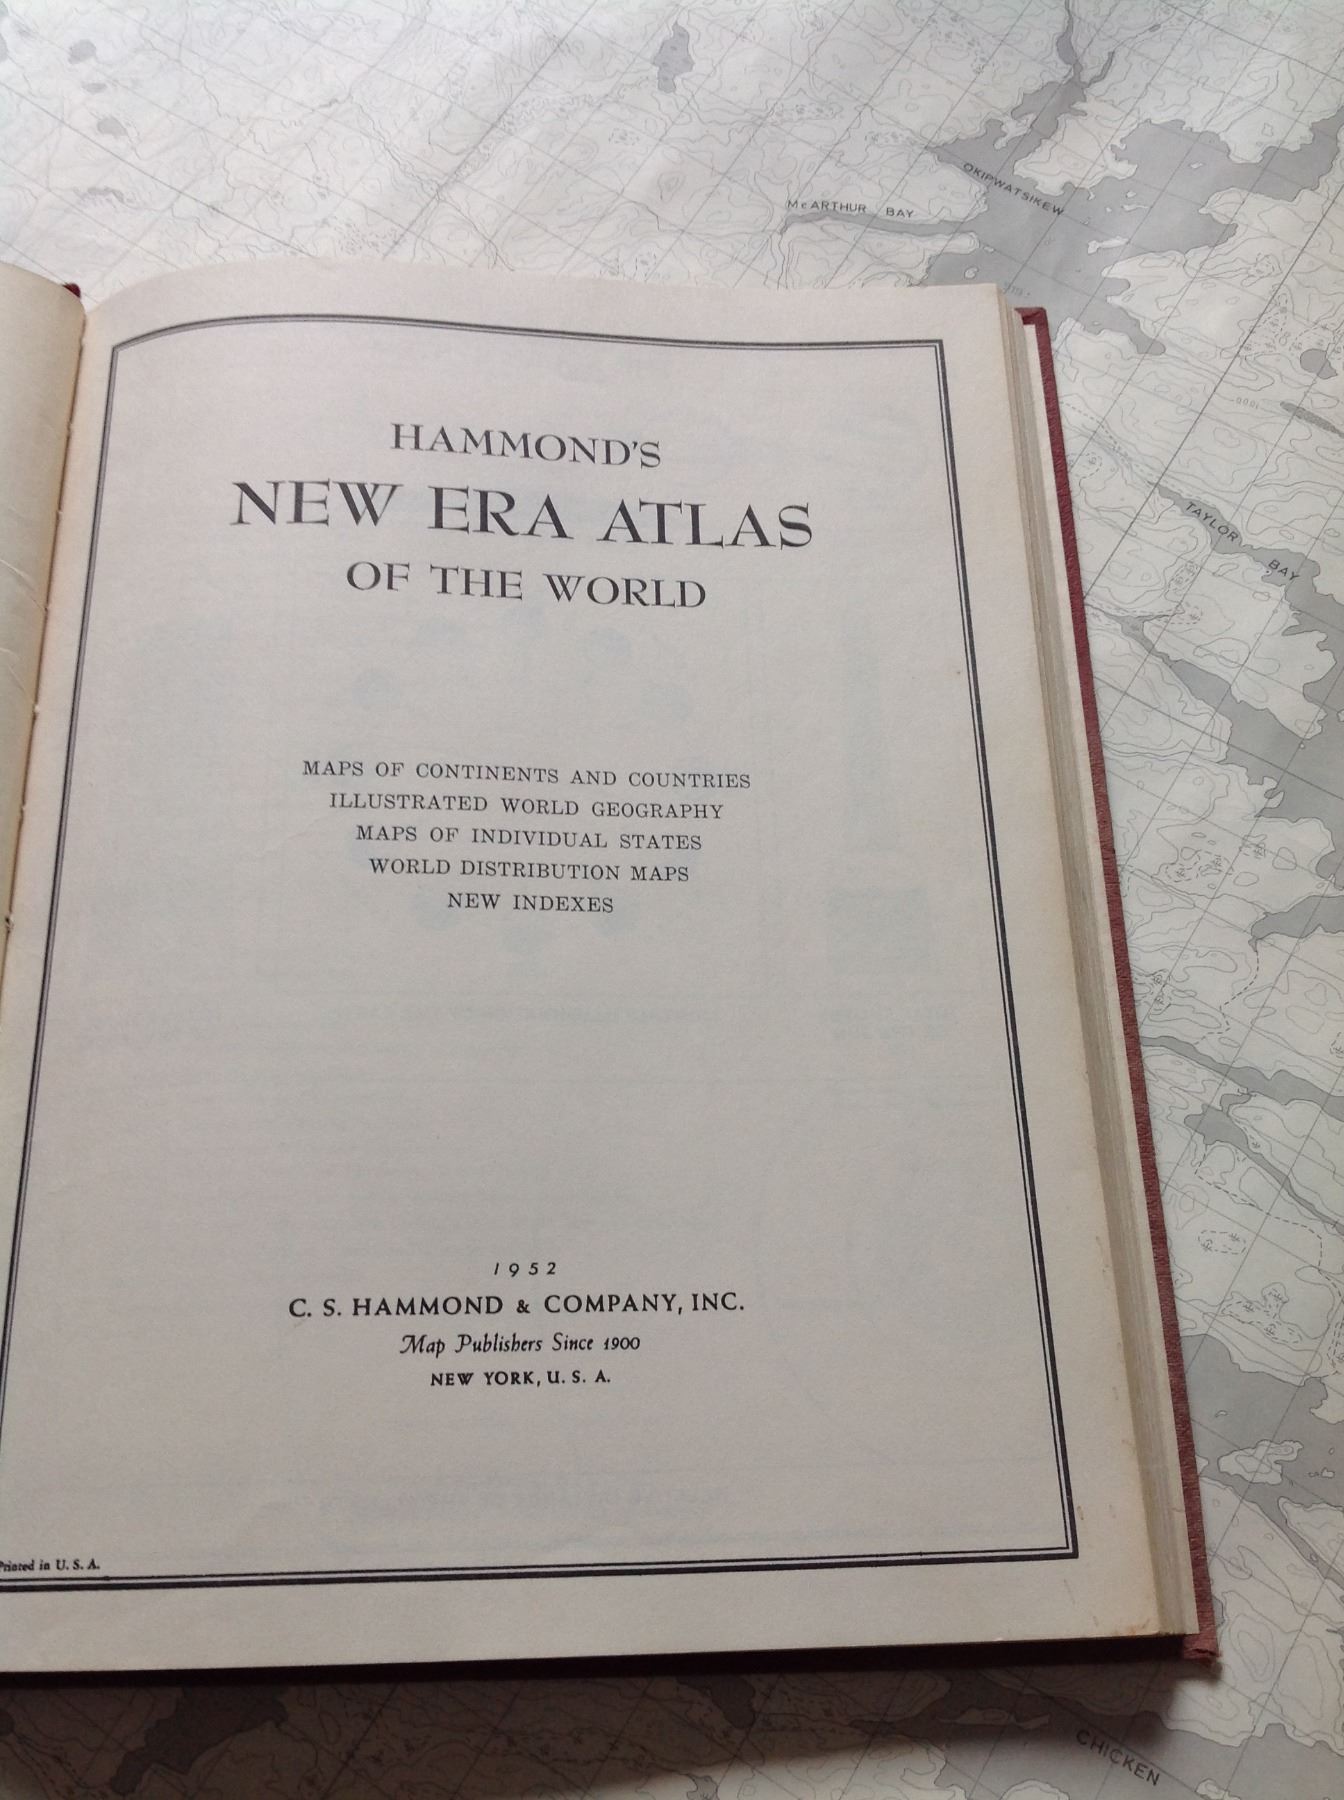 OKIPWATSIKEW
McARTHUR BAY
HAMMOND'S
NEW ERA ATLAS
OF THE WORLD
TAYLOR BAY
MAPS OF CONTINENTS AND COUNTRIES
ILLUSTRATED WORLD GEOGRAPHY
MAPS OF INDIVIDUAL STATES
WORLD DISTRIBUTION MAPS
NEW INDEXES
1952
C. S. HAMMOND & COMPANY, INC.
Map Publishers Since 1900
NEW YORK, U. S. A.
Printed in U. S. A.
CHICKEN